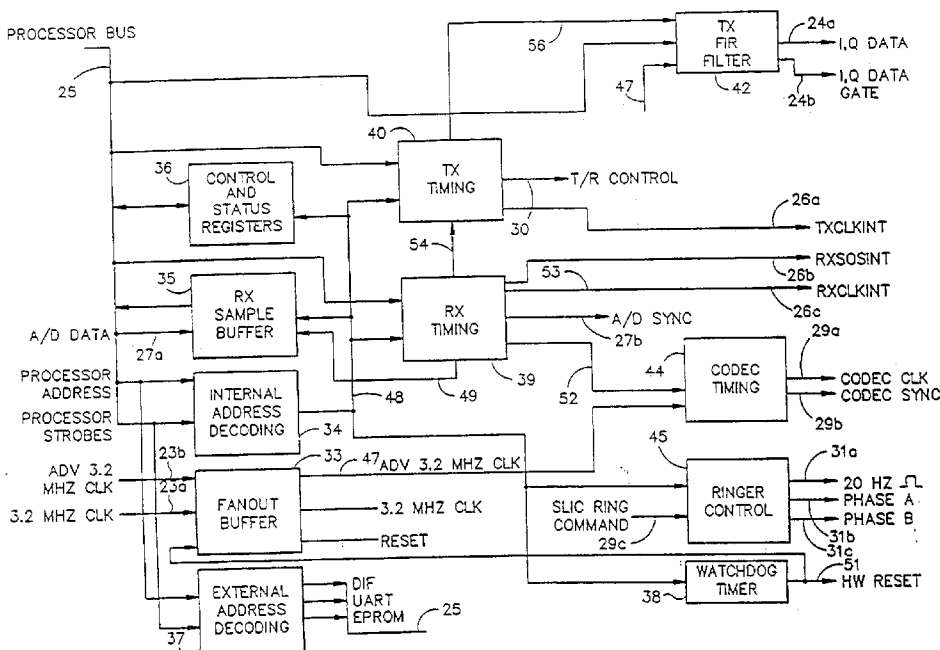 PROCESSOR BUS
25
56
TX
FIR
FILTER
42
47
24a
I,Q DATA
24b
I,Q DATA
GATE
40
TX
TIMING
T/R CONTROL
30
36
CONTROL
AND
STATUS
REGISTERS
26a
TXCLKINT
54
35
RX
SAMPLE
BUFFER
RX
TIMING
53
RXSOSINT
26b
RXCLKINT
26c
A/D DATA
27a
A/D SYNC
27b
39
29a
44
CODEC
TIMING
CODEC CLK
CODEC SYNC
29b
PROCESSOR
ADDRESS
PROCESSOR
STROBES
INTERNAL
ADDRESS
DECODING
34
48
49
52
ADV 3.2
MHZ CLK
23b
23a
3.2 MHZ CLK
33
FANOUT
BUFFER
47
ADV 3.2 MHZ CLK
3.2 MHZ CLK
RESET
45
RINGER
CONTROL
SLIC RING
COMMAND
29c
31a
20 HZ
PHASE A
PHASE B
31b
31c
51
WATCHDOG
TIMER
38
HW RESET
EXTERNAL
ADDRESS
DECODING
37
DIF
UART
EPROM
25